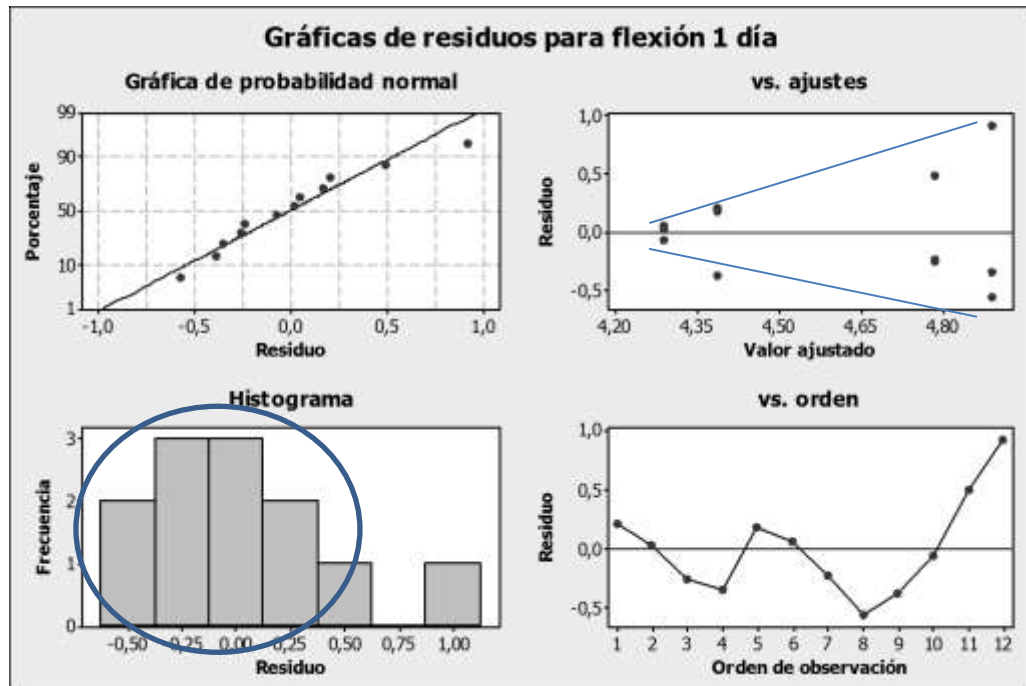 Gráficas de residuos para flexión 1 día
Gráfica de probabilidad normal
99
90
50
10
1
Porcentaje
-1,0 -0,5 0,0 0,5 1,0
Residuo
vs. ajustes
1,0
0,5
0,0
-0,5
Residuo
4,20 4,35 4,50 4,65 4,80
Valor ajustado
Histograma
3
2
1
0
Frecuencia
-0,50 -0,25 0,00 0,25 0,50 0,75 1,00
Residuo
vs. orden
1,0
0,5
0,0
-0,5
Residuo
1 2 3 4 5 6 7 8 9 10 11 12
Orden de observación